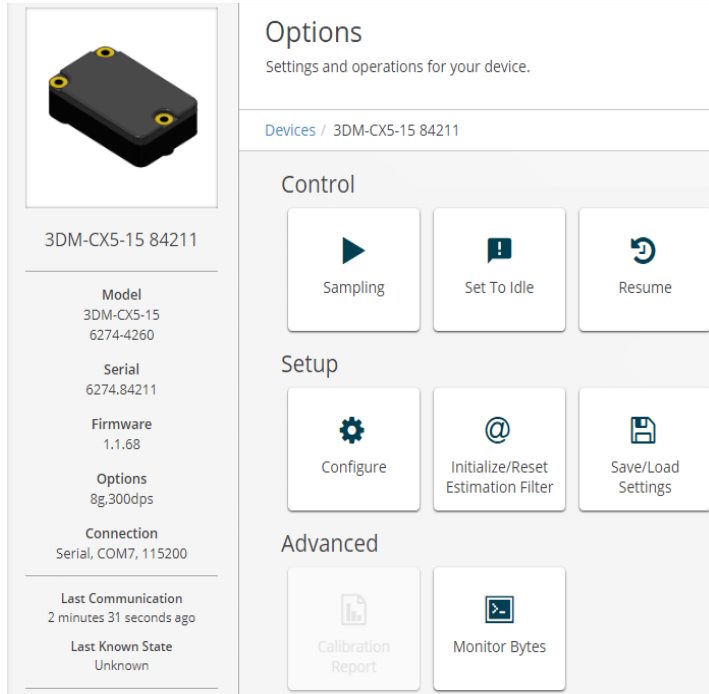 Options
Settings and operations for your device.
Devices / 3DM-CX5-15 84211
3DM-CX5-15 84211
Model
3DM-CX5-15
6274-4260
Serial
6274.84211
Firmware
1.1.68
Options
8g,300dps
Connection
Serial, COM7, 115200
Last Communication
2 minutes 31 seconds ago
Last Known State
Unknown
Control
Sampling
Set To Idle
Resume
Setup
Configure
Initialize/Reset
Estimation Filter
Save/Load
Settings
Advanced
Calibration
Report
Monitor Bytes